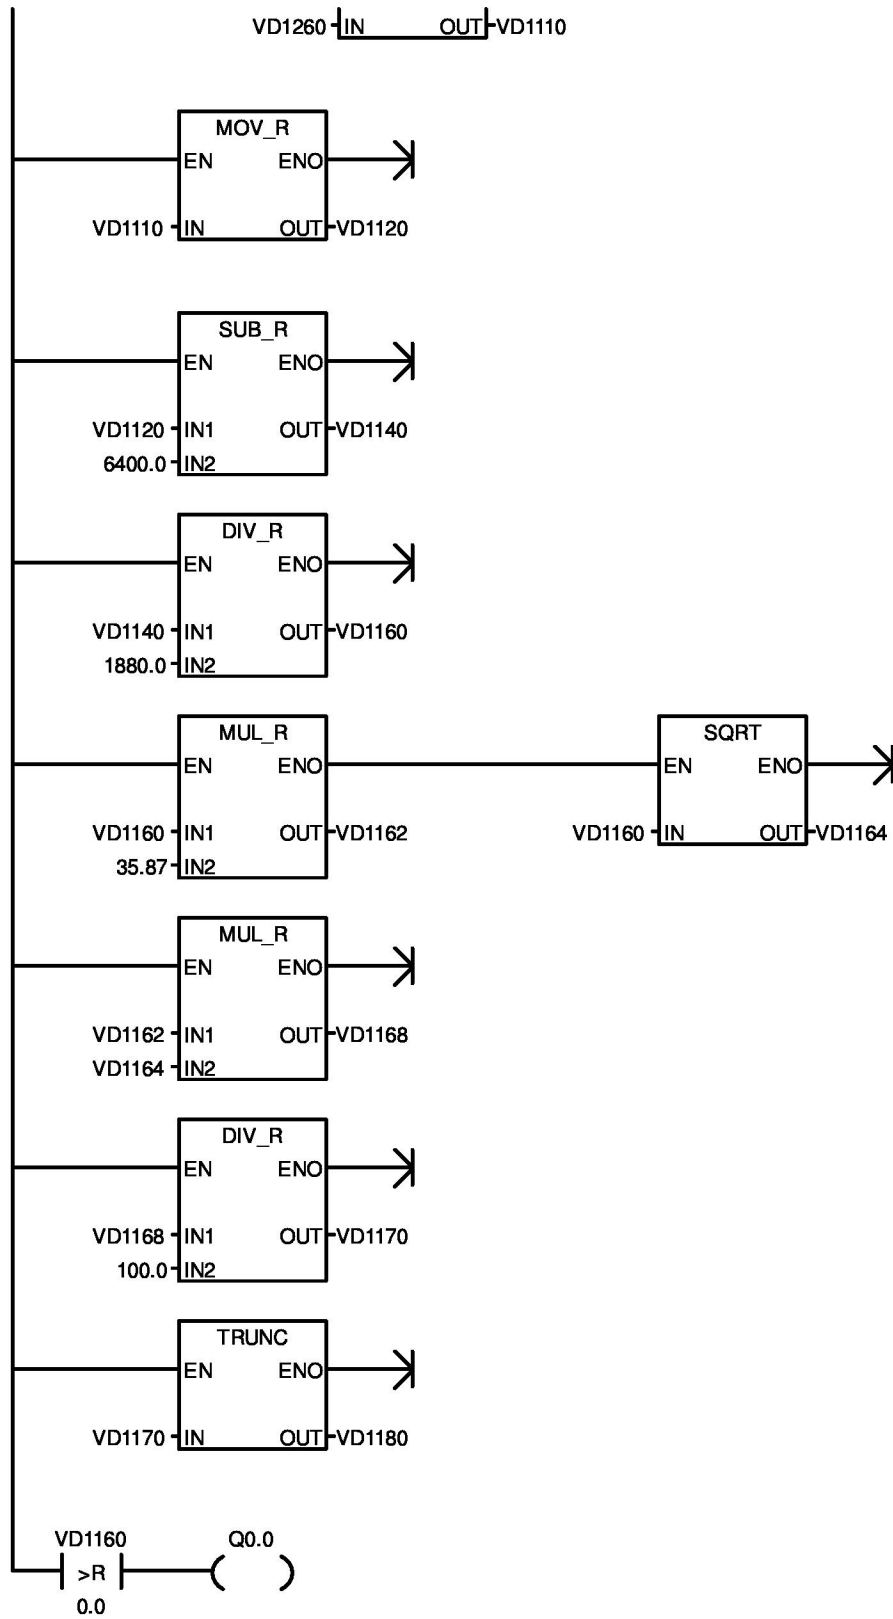 VD1260 IN OUT VD1110
MOV_R
EN ENO
VD1110 IN OUT VD1120
SUB_R
EN ENO
VD1120 IN1 OUT VD1140
6400.0 IN2
DIV_R
EN ENO
VD1140 IN1 OUT VD1160
1880.0 IN2
MUL_R SQRT
EN ENO EN ENO
VD1160 IN1 OUT VD1162 VD1160 IN OUT VD1164
35.87 IN2
MUL_R
EN ENO
VD1162 IN1 OUT VD1168
VD1164 IN2
DIV_R
EN ENO
VD1168 IN1 OUT VD1170
100.0 IN2
TRUNC
EN ENO
VD1170 IN OUT VD1180
VD1160 Q0.0
>R
0.0